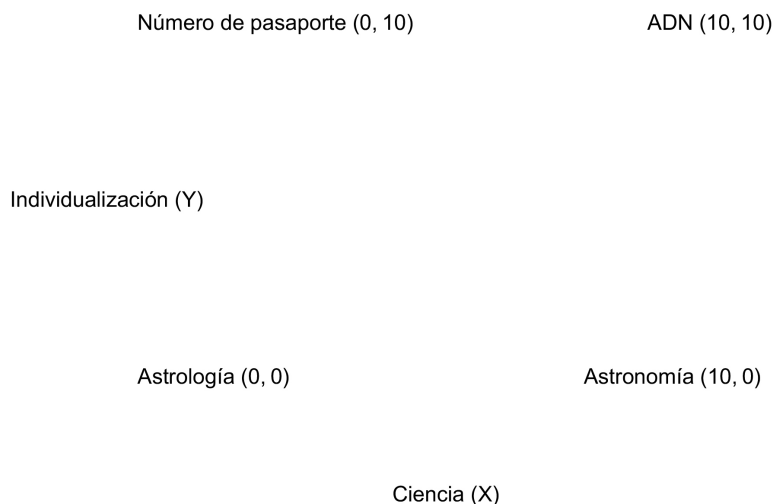 Número de pasaporte (0, 10)
ADN (10, 10)
Individualización (Y)
Astrología (0, 0)
Astronomía (10, 0)
Ciencia (X)